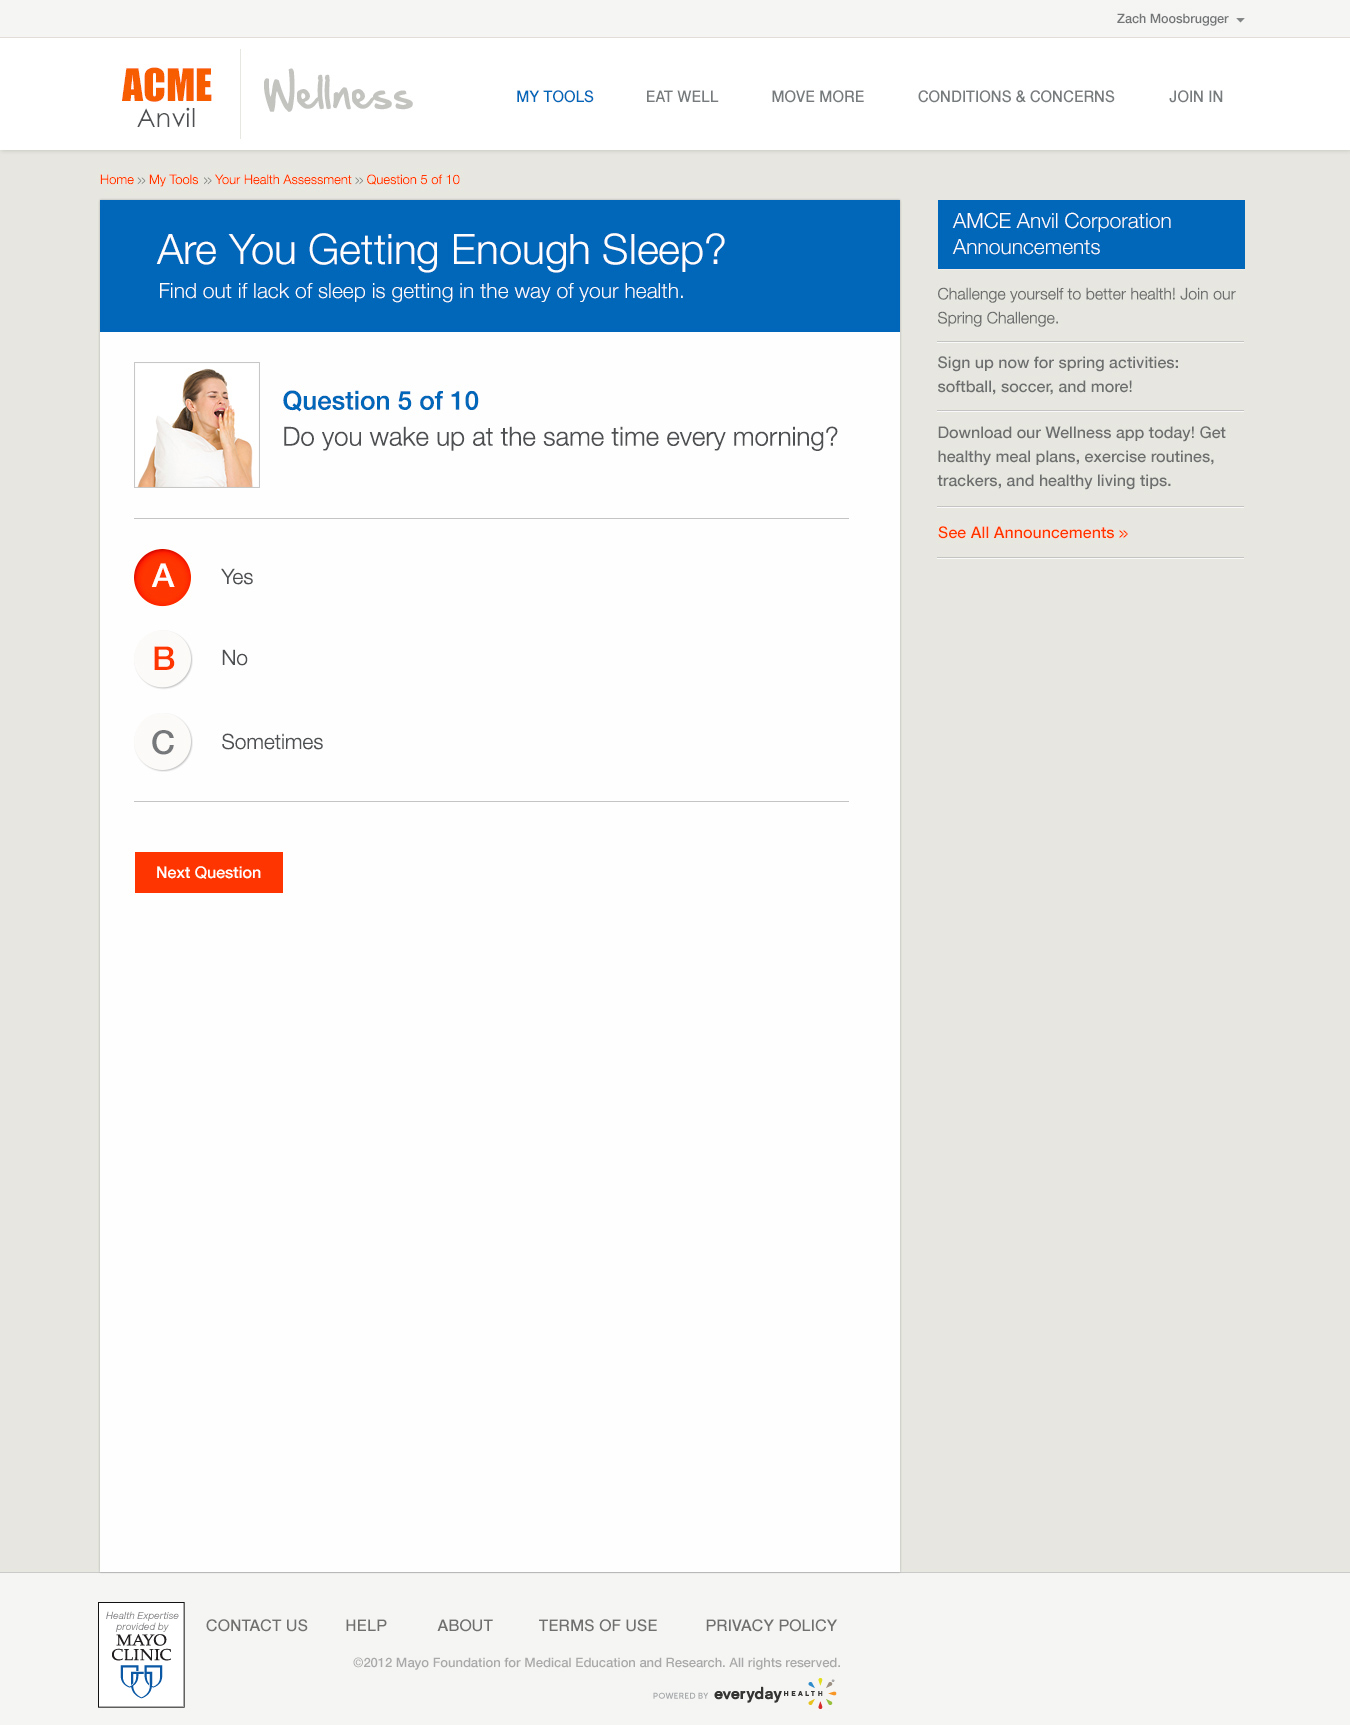 Zach Moosbrugger
ACME
Anvil
Wellness
MY TOOLS
EAT WELL
MOVE MORE
CONDITIONS & CONCERNS
JOIN IN
Home » My Tools » Your Health Assessment » Question 5 of 10
Are You Getting Enough Sleep?
Find out if lack of sleep is getting in the way of your health.
Question 5 of 10
Do you wake up at the same time every morning?
A Yes
B No
C Sometimes
Next Question
AMCE Anvil Corporation
Announcements
Challenge yourself to better health! Join our
Spring Challenge.
Sign up now for spring activities:
softball, soccer, and more!
Download our Wellness app today! Get
healthy meal plans, exercise routines,
trackers, and healthy living tips.
See All Announcements »
Health Expertise
provided by
MAYO
CLINIC
CONTACT US
HELP
ABOUT
TERMS OF USE
PRIVACY POLICY
©2012 Mayo Foundation for Medical Education and Research. All rights reserved.
POWERED BY everyday HEALTH